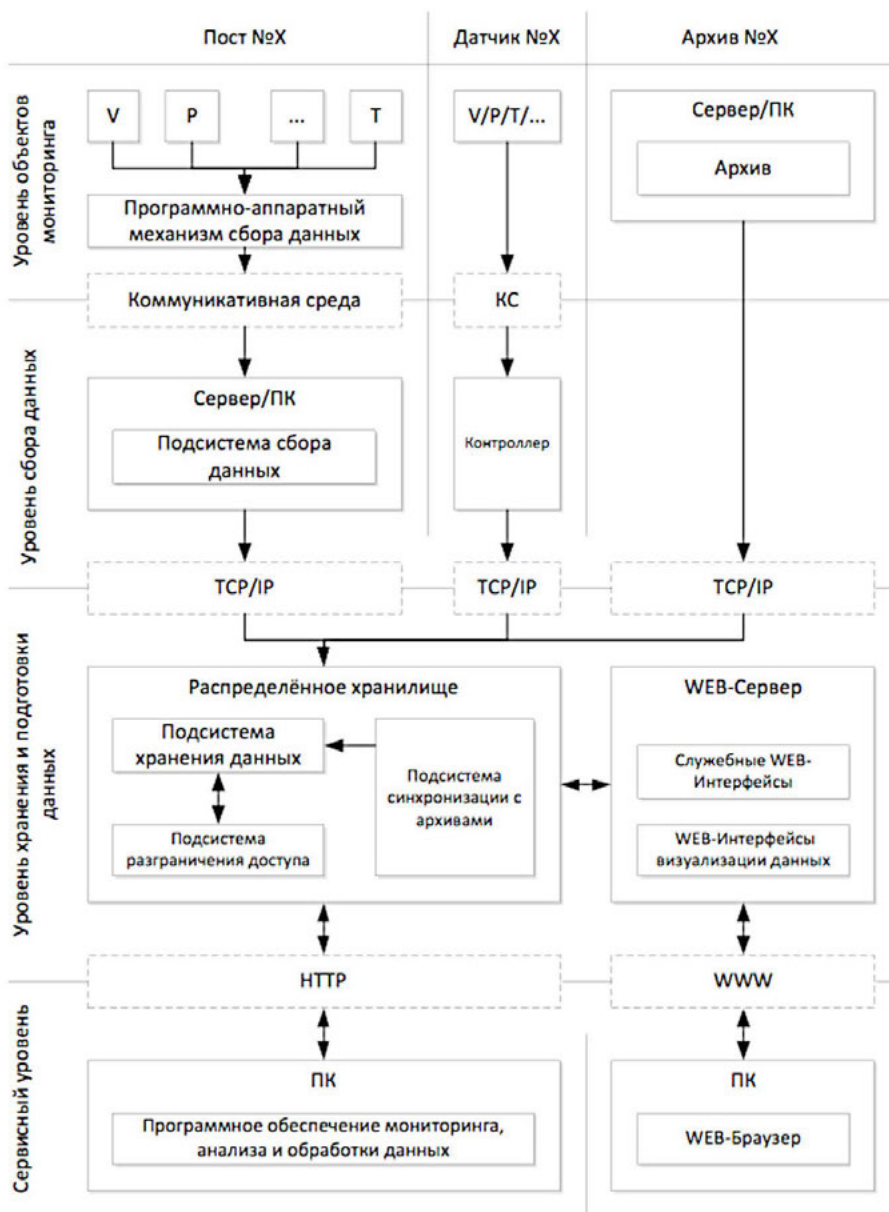 Пост №X
Датчик №X
Архив №X
Уровень объектов
мониторинга
V
P
...
T
V/P/T/...
Сервер/ПК
Архив
Программно-аппаратный
механизм сбора данных
Коммуникативная среда
КС
Уровень сбора данных
Сервер/ПК
Подсистема сбора
данных
Контроллер
TCP/IP
TCP/IP
TCP/IP
Уровень хранения и подготовки
данных
Распределённое хранилище
Подсистема
хранения данных
Подсистема
синхронизации с
архивами
Подсистема
разграничения доступа
WEB-Сервер
Служебные WEB-
Интерфейсы
WEB-Интерфейсы
визуализации данных
HTTP
WWW
Сервисный уровень
ПК
Программное обеспечение мониторинга,
анализа и обработки данных
ПК
WEB-Браузер